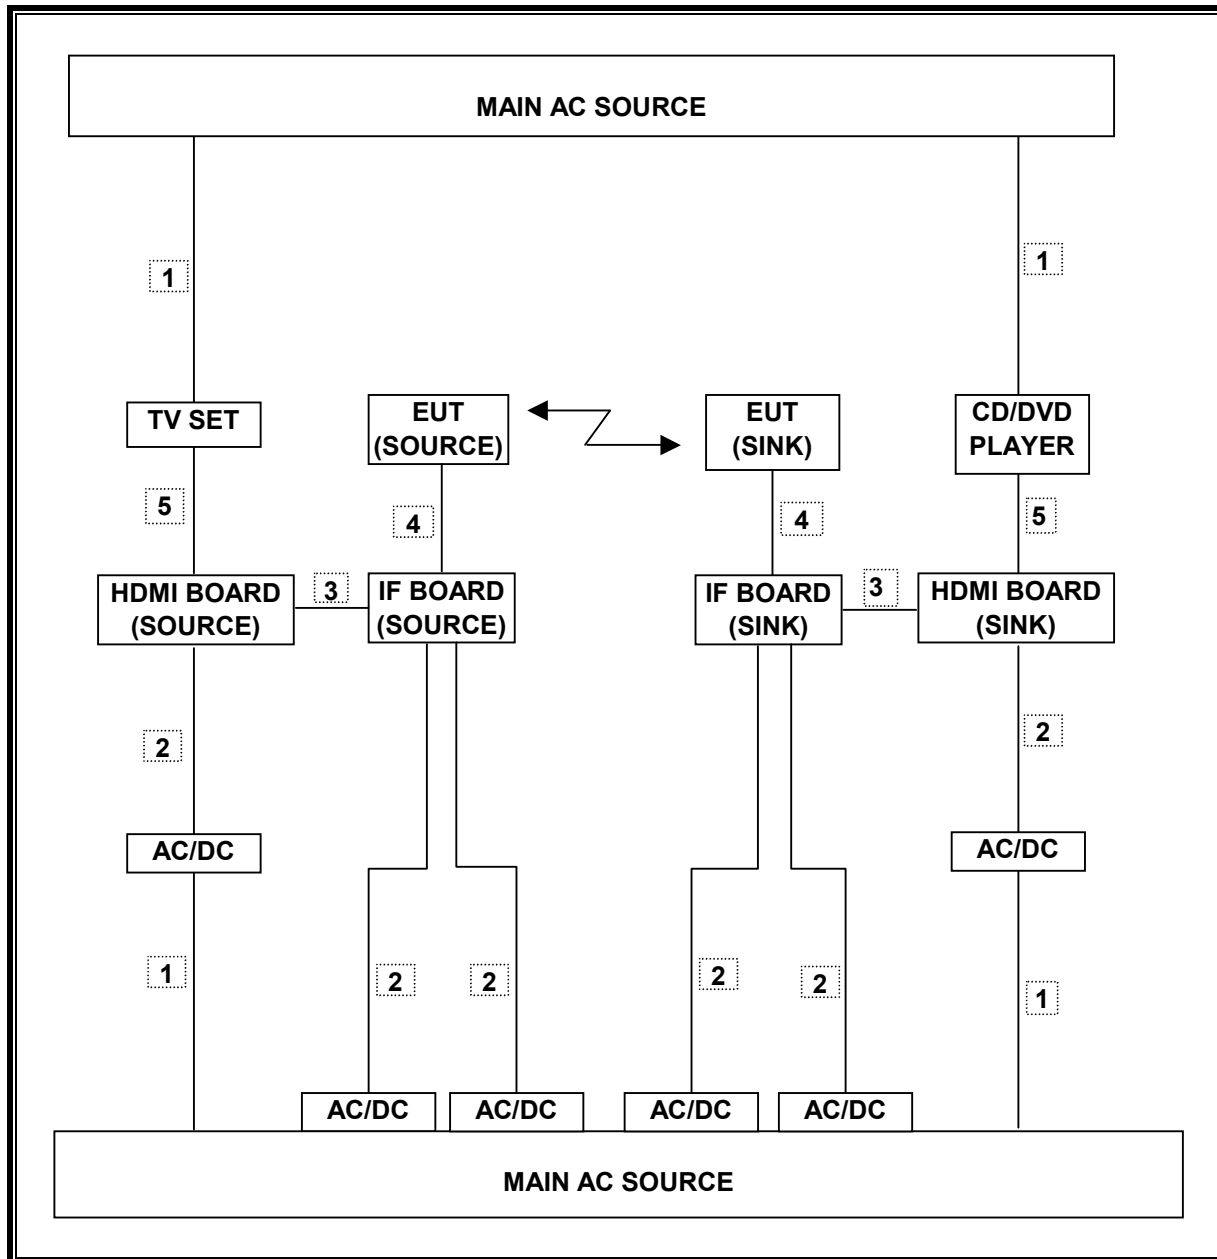 MAIN AC SOURCE
1
1
TV SET
EUT
(SOURCE)
EUT
(SINK)
CD/DVD
PLAYER
5
4
4
5
HDMI BOARD
(SOURCE)
3
IF BOARD
(SOURCE)
IF BOARD
(SINK)
3
HDMI BOARD
(SINK)
2
2
AC/DC
AC/DC
1
2
2
2
2
1
AC/DC
AC/DC
AC/DC
AC/DC
MAIN AC SOURCE